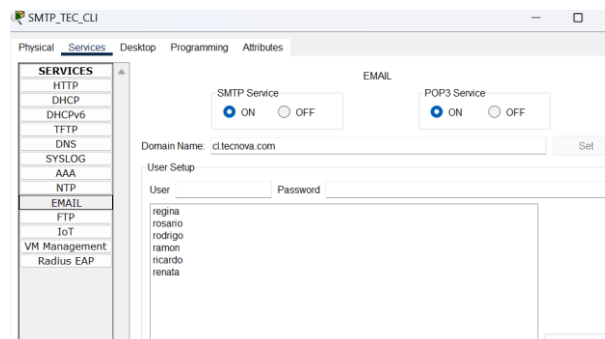 SMTP_TEC_CLI
Physical Services Desktop Programming Attributes
SERVICES
HTTP
DHCP
DHCPv6
TFTP
DNS
SYSLOG
AAA
NTP
EMAIL
FTP
IoT
VM Management
Radius EAP
EMAIL
SMTP Service
ON OFF
POP3 Service
ON OFF
Domain Name: cl.tecnova.com Set
User Setup
User Password
regina
rosario
rodrigo
ramon
ricardo
renata